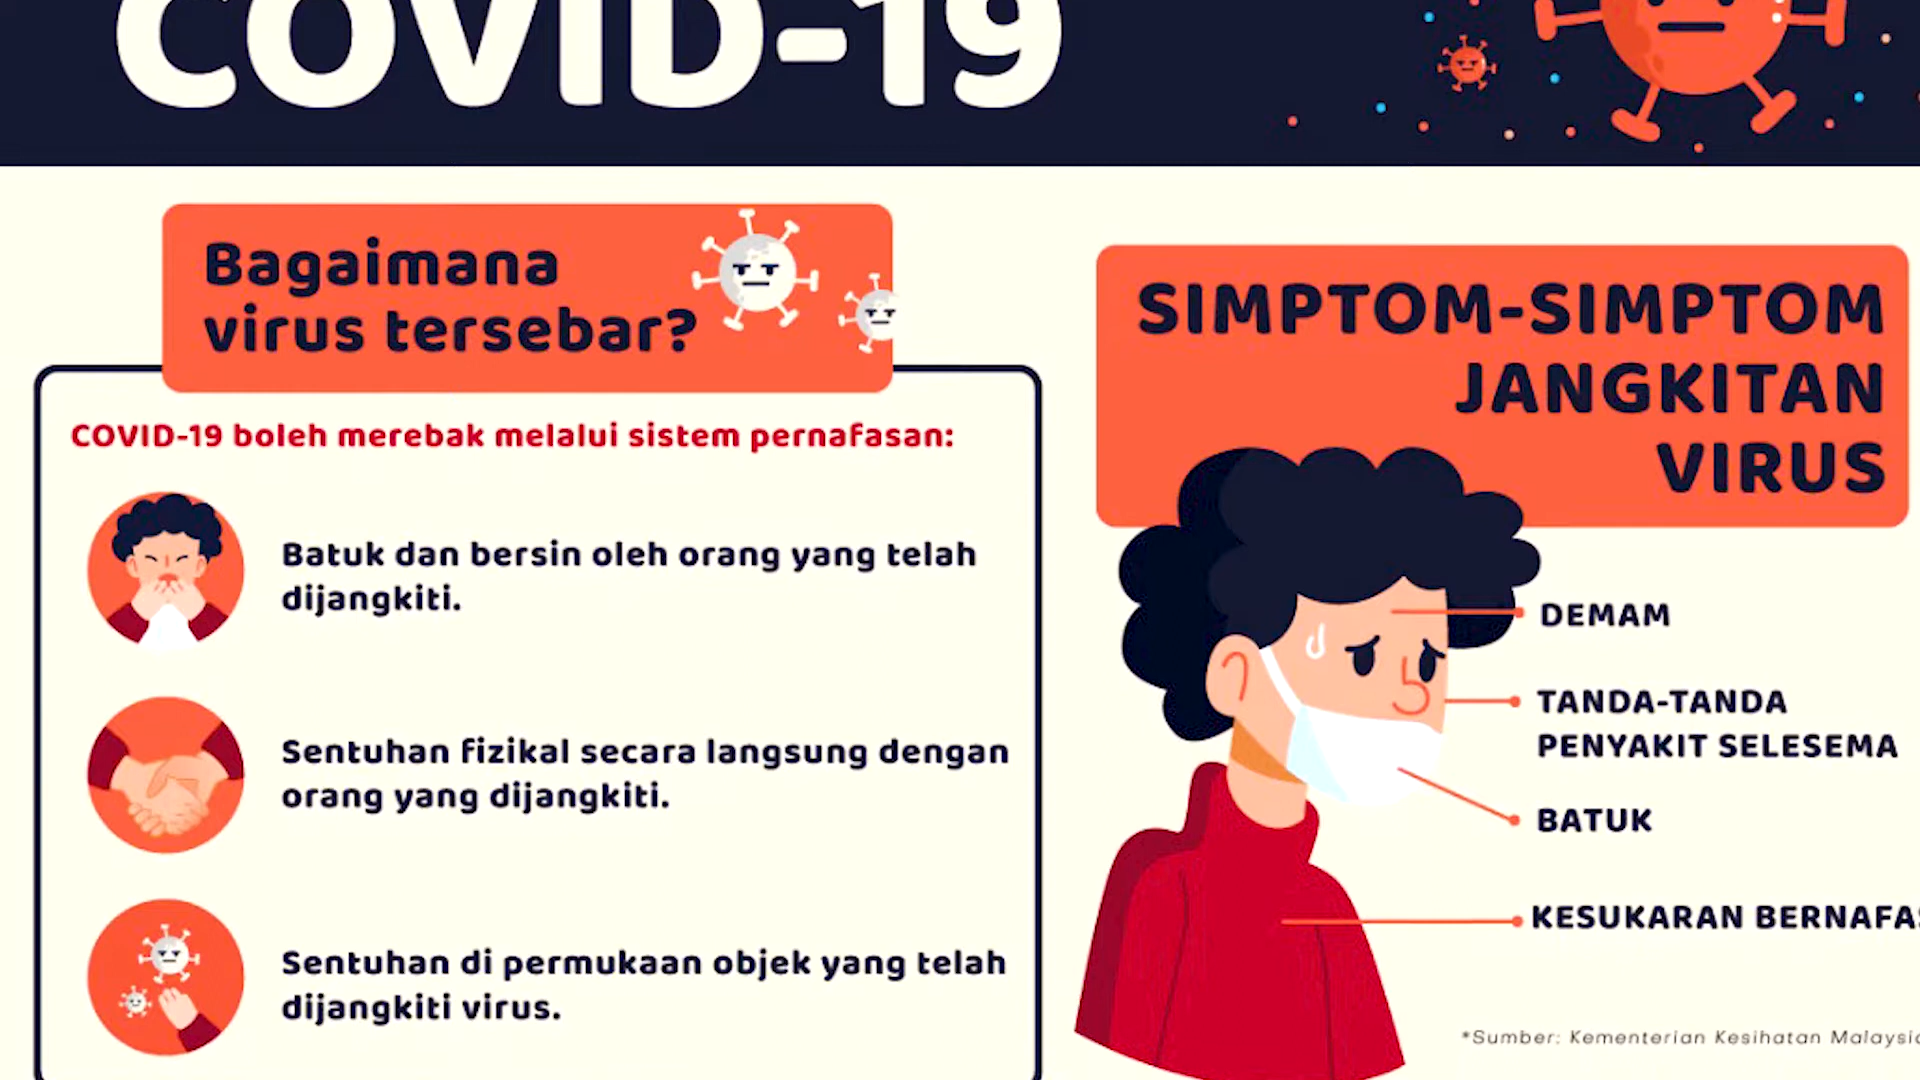 COVID-19
Bagaimana
virus tersebar?
COVID-19 boleh merebak melalui sistem pernafasan:
Batuk dan bersin oleh orang yang telah
dijangkiti.
Sentuhan fizikal secara langsung dengan
orang yang dijangkiti.
Sentuhan di permukaan objek yang telah
dijangkiti virus.
SIMPTOM-SIMPTOM
JANGKITAN
VIRUS
DEMAM
TANDA-TANDA
PENYAKIT SELESEMA
BATUK
KESUKARAN
*Sumber: Kementerian Kesihatan